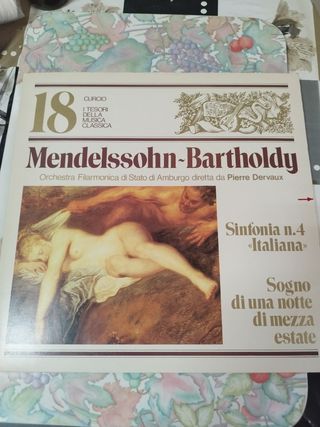 18
CURCIO
I TESORI
DELLA
MUSICA
CLASSICA
Mendelssohn-Bartholdy
Orchestra Filarmonica di Stato di Amburgo diretta da Pierre Dervaux
Sinfonia n.4
«Italiana»
Sogno
di una notte
di mezza
estate